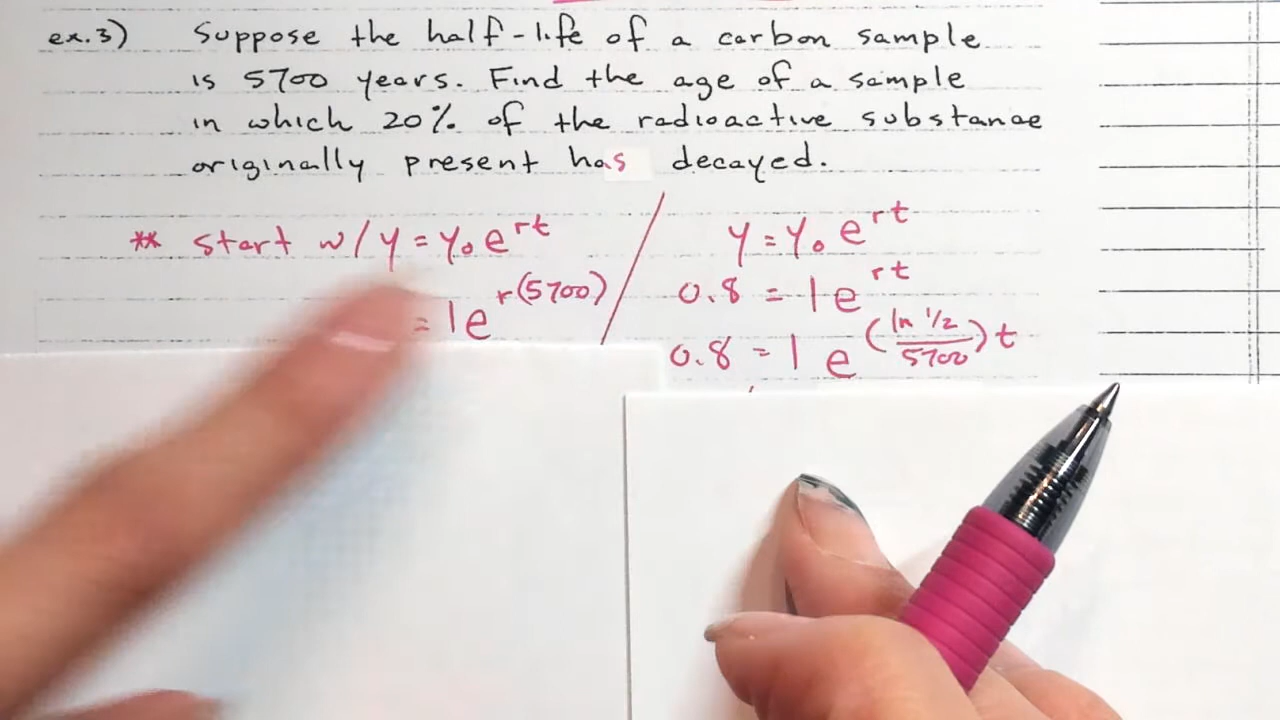 ex.3) Suppose the half-life of a carbon sample
is 5700 years. Find the age of a sample
in which 20% of the radioactive substance
originally present has decayed.
** start w/ y = y₀e^rt
= 1e^r(5700)
y = y₀e^rt
0.8 = 1e^rt
0.8 = 1e^(ln 1/2 / 5700)t